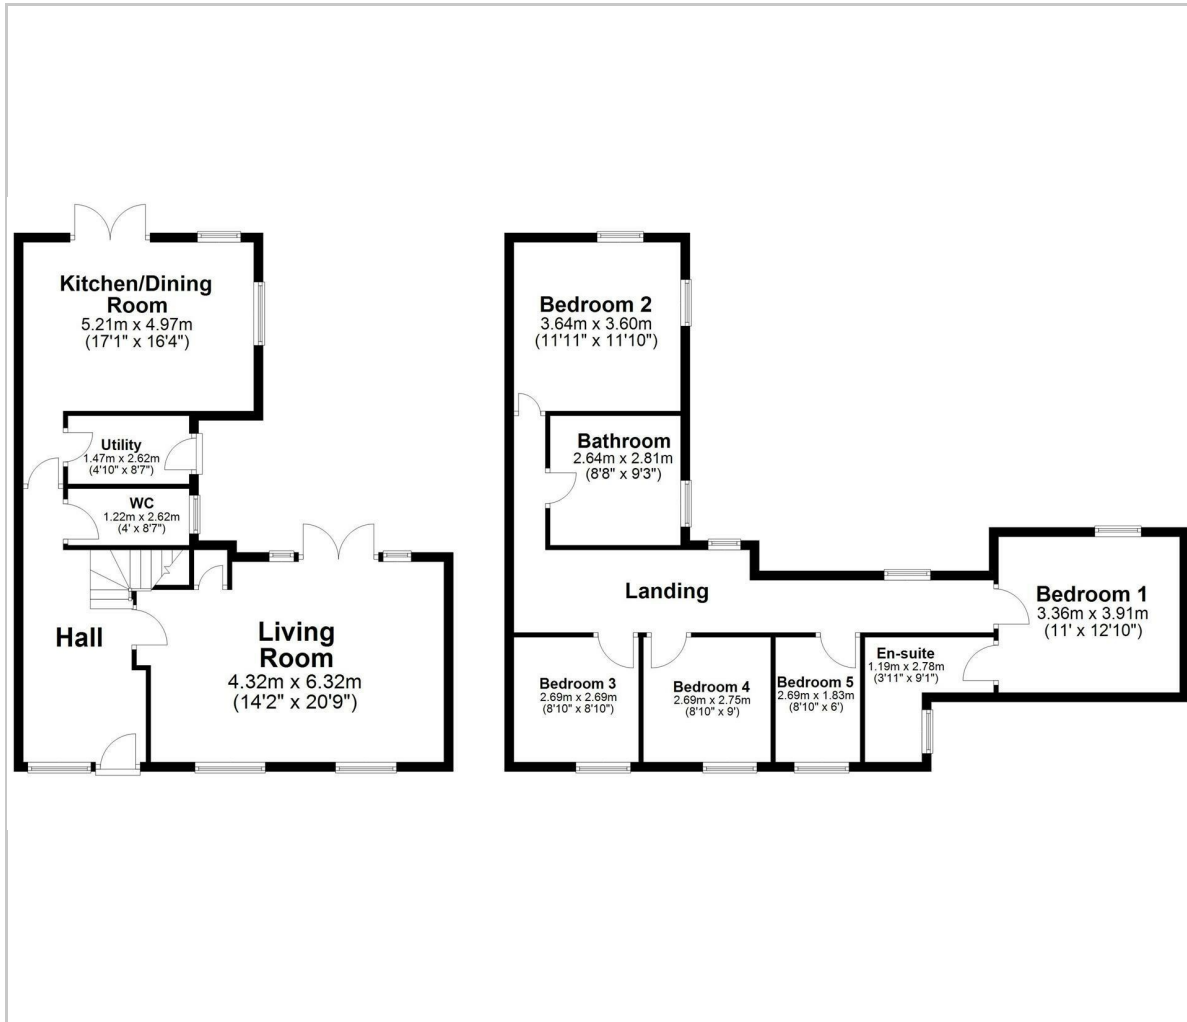 Kitchen/Dining
Room
5.21m x 4.97m
(17'1" x 16'4")
Utility
1.47m x 2.62m
(4'10" x 8'7")
WC
1.22m x 2.62m
(4' x 8'7")
Hall
Living
Room
4.32m x 6.32m
(14'2" x 20'9")
Bedroom 2
3.64m x 3.60m
(11'11" x 11'10")
Bathroom
2.64m x 2.81m
(8'8" x 9'3")
Landing
Bedroom 1
3.36m x 3.91m
(11' x 12'10")
Bedroom 3
2.69m x 2.69m
(8'10" x 8'10")
Bedroom 4
2.69m x 2.75m
(8'10" x 9')
Bedroom 5
2.69m x 1.83m
(8'10" x 6')
En-suite
1.19m x 2.78m
(3'11" x 9'1")